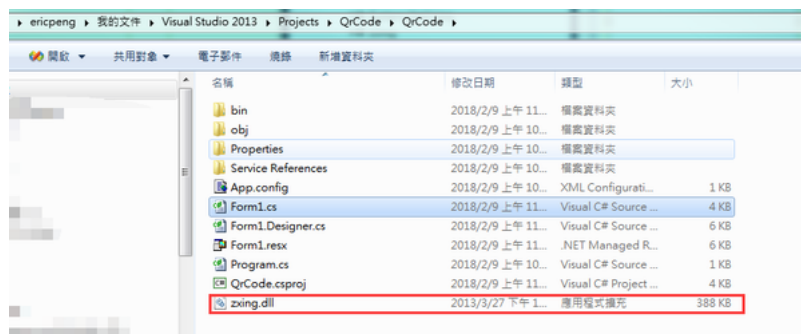 ▸ ericpeng ▸ 我的文件 ▸ Visual Studio 2013 ▸ Projects ▸ QrCode ▸ QrCode ▸
開啟 ▼ 共用對象 ▼ 電子郵件 燒錄 新增資料夾
名稱 修改日期 類型 大小
bin 2018/2/9 上午 11... 檔案資料夾
obj 2018/2/9 上午 10... 檔案資料夾
Properties 2018/2/9 上午 10... 檔案資料夾
Service References 2018/2/9 上午 10... 檔案資料夾
App.config 2018/2/9 上午 10... XML Configurati... 1 KB
Form1.cs 2018/2/9 上午 11... Visual C# Source ... 4 KB
Form1.Designer.cs 2018/2/9 上午 11... Visual C# Source ... 6 KB
Form1.resx 2018/2/9 上午 11... .NET Managed R... 6 KB
Program.cs 2018/2/9 上午 10... Visual C# Source ... 1 KB
QrCode.csproj 2018/2/9 上午 11... Visual C# Project ... 4 KB
zxing.dll 2013/3/27 下午 1... 應用程式擴充 388 KB